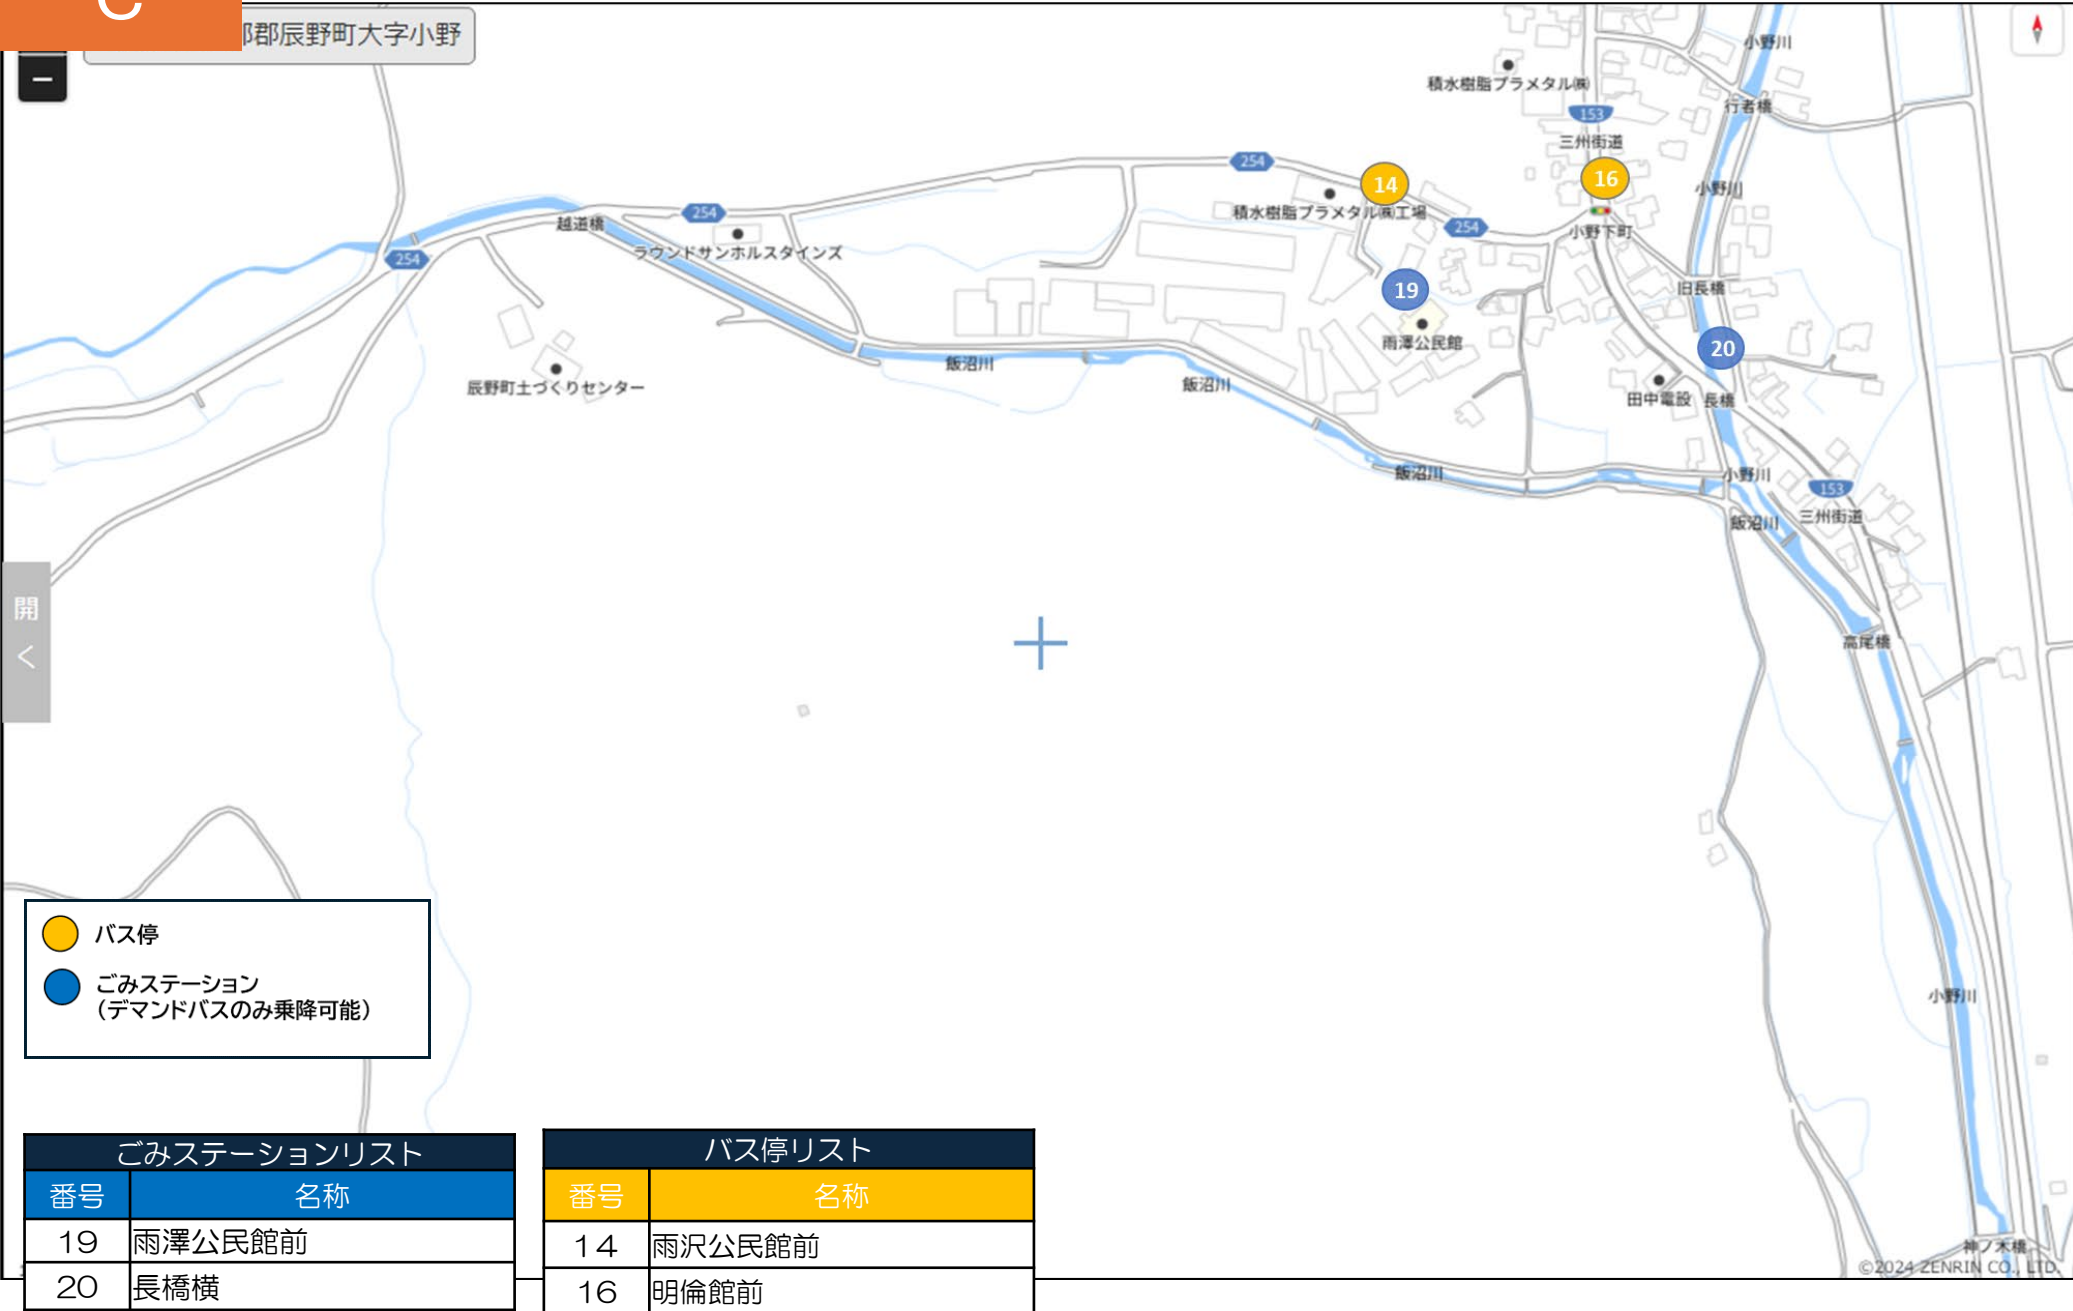 郡辰野町大字小野
小野川
積水樹脂プラメタル㈱
行者橋
153
三州街道
254
14
16
小野川
254
積水樹脂プラメタル㈱工場
越道橋
254
小野下町
ラウンドサンホルスタインズ
254
19
旧長橋
雨澤公民館
20
飯沼川
飯沼川
辰野町土づくりセンター
田中電設
長橋
飯沼川
小野川
153
飯沼川
三州街道
開
く
高尾橋
バス停
ごみステーション
(デマンドバスのみ乗降可能)
小野川
ごみステーションリスト
番号 名称
19 雨澤公民館前
20 長橋横
バス停リスト
番号 名称
14 雨沢公民館前
16 明倫館前
神ノ木橋
©2024 ZENRIN CO., LTD.